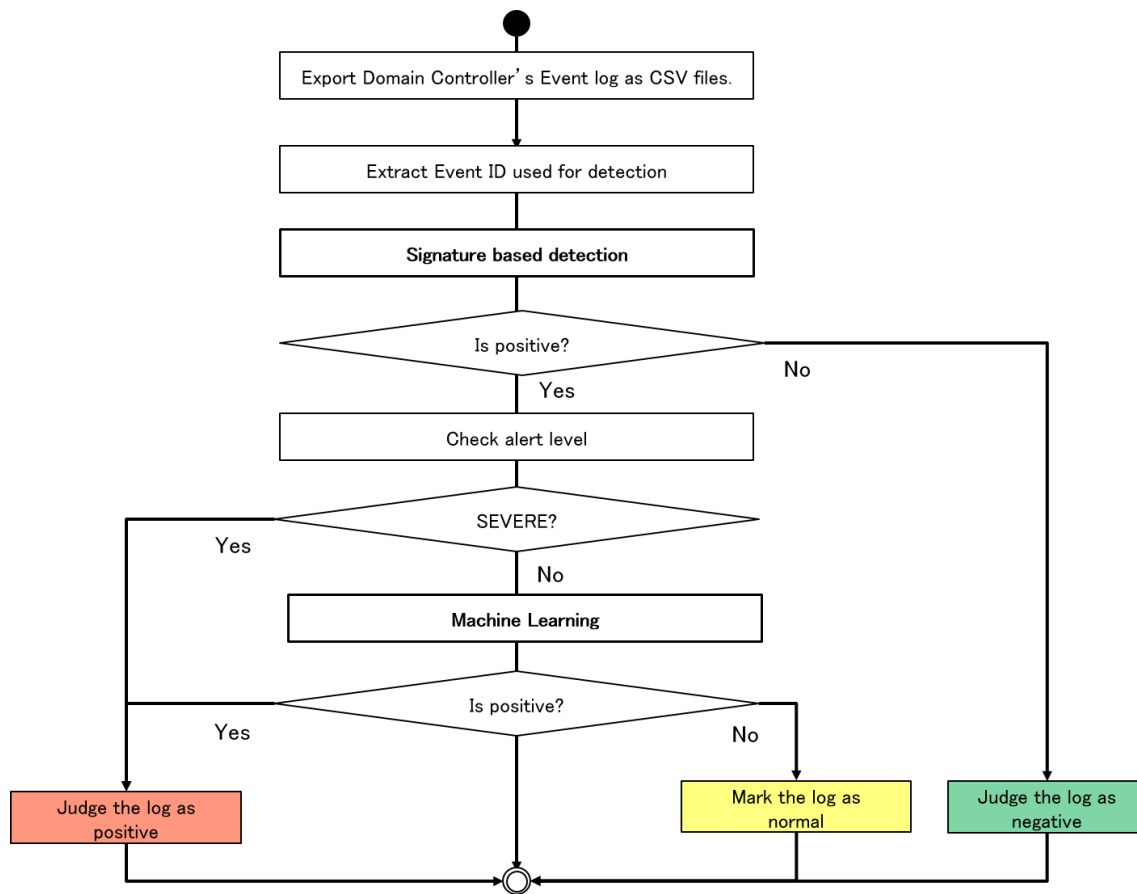 Export Domain Controller's Event log as CSV files.
Extract Event ID used for detection
Signature based detection
Is positive?
No
Yes
Check alert level
SEVERE?
Yes
No
Machine Learning
Is positive?
Yes
No
Judge the log as
positive
Mark the log as
normal
Judge the log as
negative